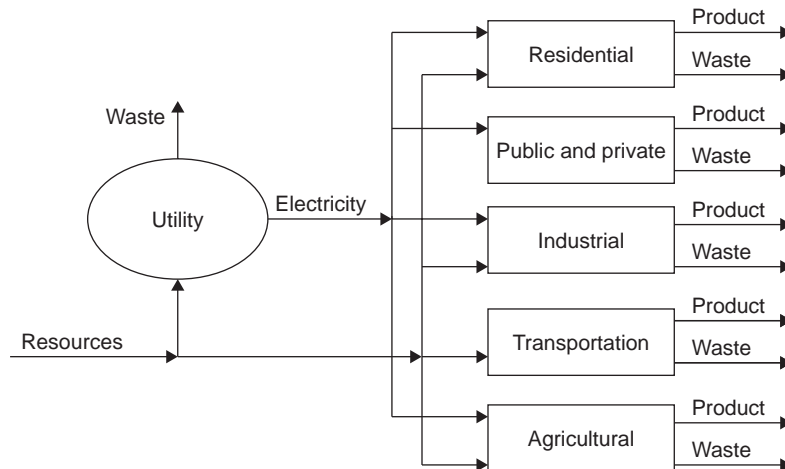 Product
Residential
Waste
Waste
Product
Public and private
Waste
Electricity
Utility
Product
Industrial
Waste
Resources
Product
Transportation
Waste
Product
Agricultural
Waste